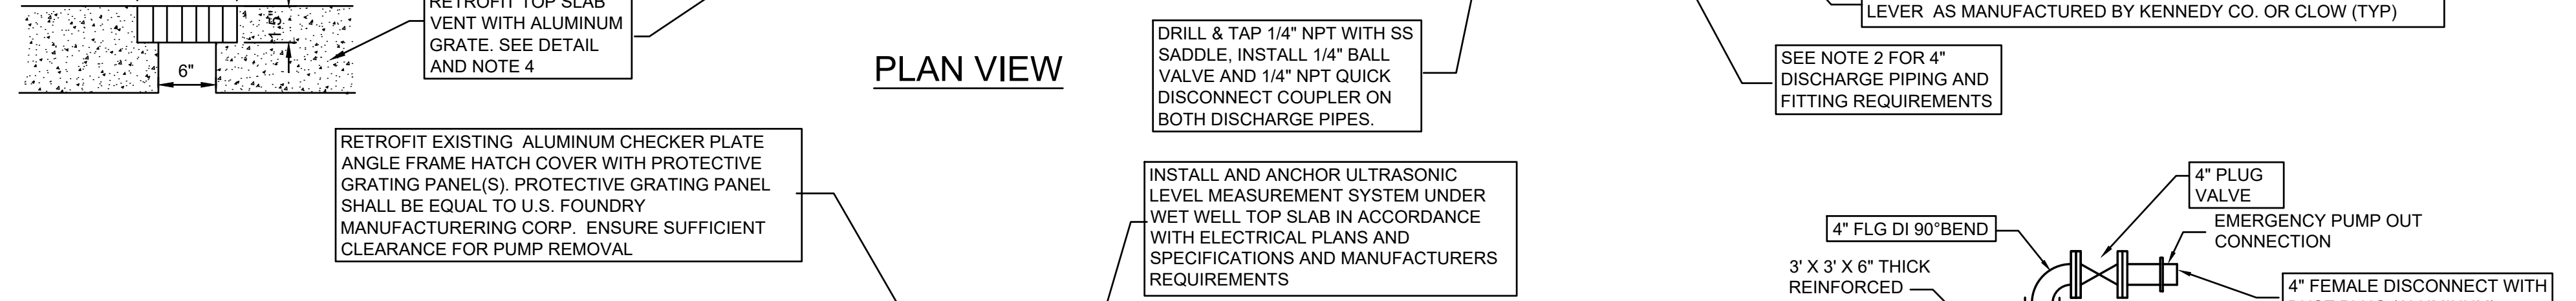 RETROFIT TOP SLAB
VENT WITH ALUMINUM
GRATE. SEE DETAIL
AND NOTE 4
1.5"
6"
PLAN VIEW
DRILL & TAP 1/4" NPT WITH SS
SADDLE, INSTALL 1/4" BALL
VALVE AND 1/4" NPT QUICK
DISCONNECT COUPLER ON
BOTH DISCHARGE PIPES.
LEVER AS MANUFACTURED BY KENNEDY CO. OR CLOW (TYP)
SEE NOTE 2 FOR 4"
DISCHARGE PIPING AND
FITTING REQUIREMENTS
RETROFIT EXISTING ALUMINUM CHECKER PLATE
ANGLE FRAME HATCH COVER WITH PROTECTIVE
GRATING PANEL(S). PROTECTIVE GRATING PANEL
SHALL BE EQUAL TO U.S. FOUNDRY
MANUFACTURERING CORP. ENSURE SUFFICIENT
CLEARANCE FOR PUMP REMOVAL
INSTALL AND ANCHOR ULTRASONIC
LEVEL MEASUREMENT SYSTEM UNDER
WET WELL TOP SLAB IN ACCORDANCE
WITH ELECTRICAL PLANS AND
SPECIFICATIONS AND MANUFACTURERS
REQUIREMENTS
4" PLUG
VALVE
EMERGENCY PUMP OUT
CONNECTION
4" FLG DI 90°BEND
3' X 3' X 6" THICK
REINFORCED
4" FEMALE DISCONNECT WITH